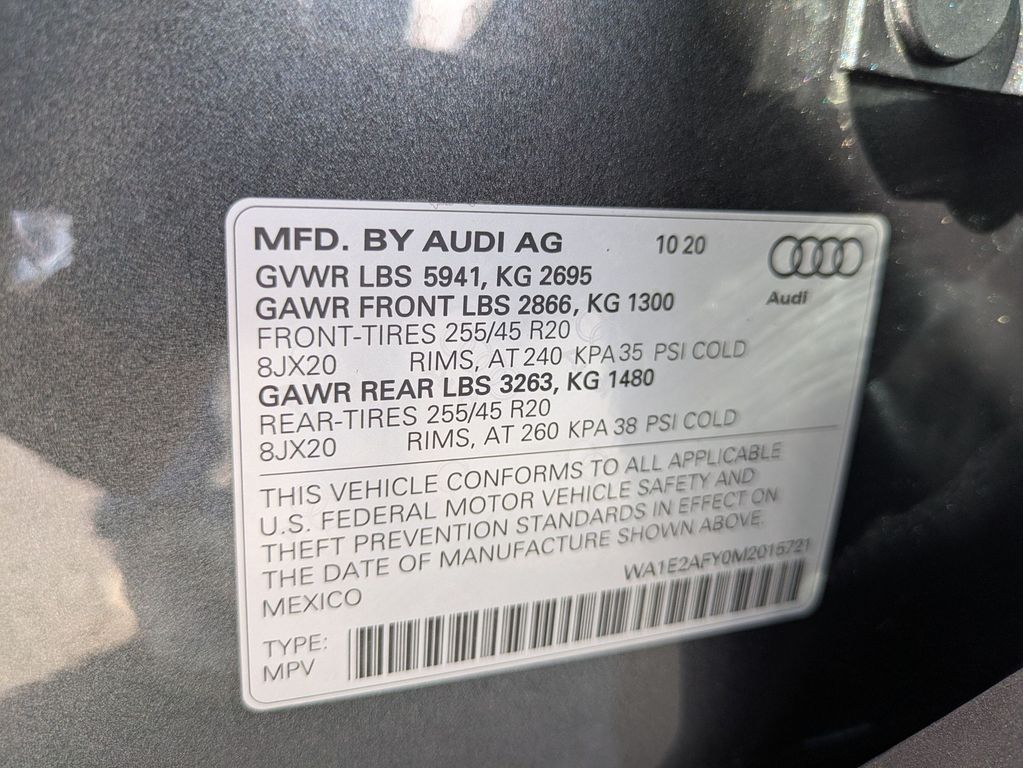 MFD. BY AUDI AG 10 20
Audi
GVWR LBS 5941, KG 2695
GAWR FRONT LBS 2866, KG 1300
FRONT-TIRES 255/45 R20
8JX20 RIMS, AT 240 KPA 35 PSI COLD
GAWR REAR LBS 3263, KG 1480
REAR-TIRES 255/45 R20
8JX20 RIMS, AT 260 KPA 38 PSI COLD
THIS VEHICLE CONFORMS TO ALL APPLICABLE
U.S. FEDERAL MOTOR VEHICLE SAFETY AND
THEFT PREVENTION STANDARDS IN EFFECT ON
THE DATE OF MANUFACTURE SHOWN ABOVE.
MEXICO WA1E2AFY0M2015721
TYPE:
MPV